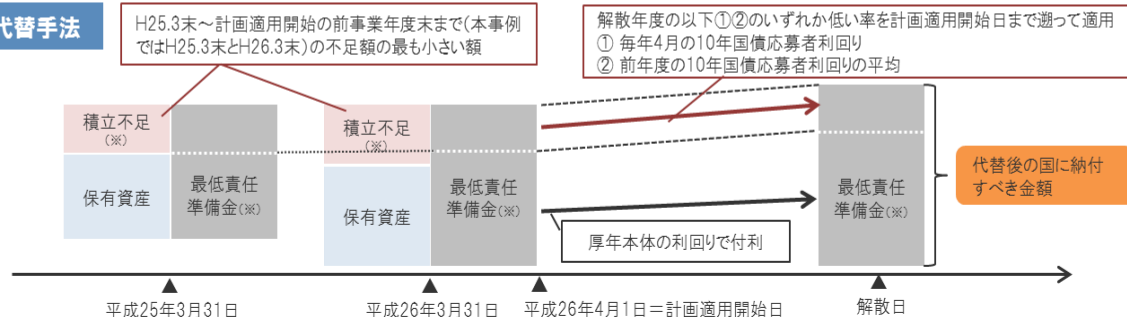 代替手法
H25.3末～計画適用開始の前事業年度末まで(本事例
ではH25.3末とH26.3末)の不足額の最も小さい額
解散年度の以下①②のいずれか低い率を計画適用開始日まで遡って適用
① 毎年4月の10年国債応募者利回り
② 前年度の10年国債応募者利回りの平均
積立不足
(※)
保有資産
最低責任
準備金(※)
積立不足
(※)
保有資産
最低責任
準備金(※)
厚年本体の利回りで付利
最低責任
準備金(※)
代替後の国に納付
すべき金額
平成25年3月31日
平成26年3月31日
平成26年4月1日＝計画適用開始日
解散日